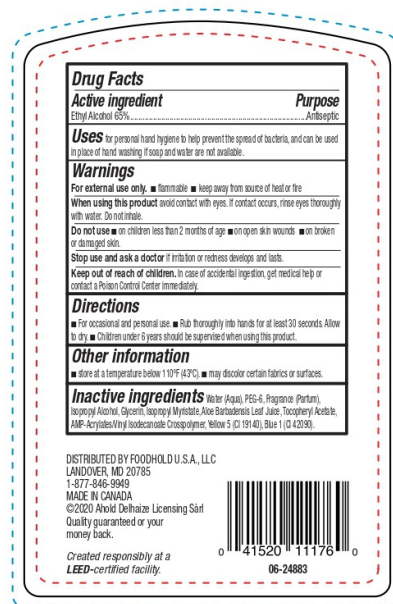 Drug Facts
Active ingredient Purpose
Ethyl Alcohol 65%..........................................................Antiseptic
Uses for personal hand hygiene to help prevent the spread of bacteria, and can be used
in place of hand washing if soap and water are not available.
Warnings
For external use only. ■ flammable ■ keep away from source of heat or fire
When using this product avoid contact with eyes. If contact occurs, rinse eyes thoroughly
with water. Do not inhale.
Do not use ■ on children less than 2 months of age ■ on open skin wounds ■ on broken
or damaged skin.
Stop use and ask a doctor if irritation or redness develops and lasts.
Keep out of reach of children. In case of accidental ingestion, get medical help or
contact a Poison Control Center immediately.
Directions
■ For occasional and personal use. ■ Rub thoroughly into hands for at least 30 seconds. Allow
to dry. ■ Children under 6 years should be supervised when using this product.
Other information
■ store at a temperature below 110°F (43°C). ■ may discolor certain fabrics or surfaces.
Inactive ingredients Water (Aqua), PEG-6, Fragrance (Parfum),
Isopropyl Alcohol, Glycerin, Isopropyl Myristate, Aloe Barbadensis Leaf Juice, Tocopheryl Acetate,
AMP-Acrylates/Vinyl Isodecanoate Crosspolymer, Yellow 5 (CI 19140), Blue 1 (CI 42090).
DISTRIBUTED BY FOODHOLD U.S.A., LLC
LANDOVER, MD 20785
1-877-846-9949
MADE IN CANADA
©2020 Ahold Delhaize Licensing Sàrl
Quality guaranteed or your
money back.
Created responsibly at a
LEED-certified facility.
0 41520 11176 0
06-24883